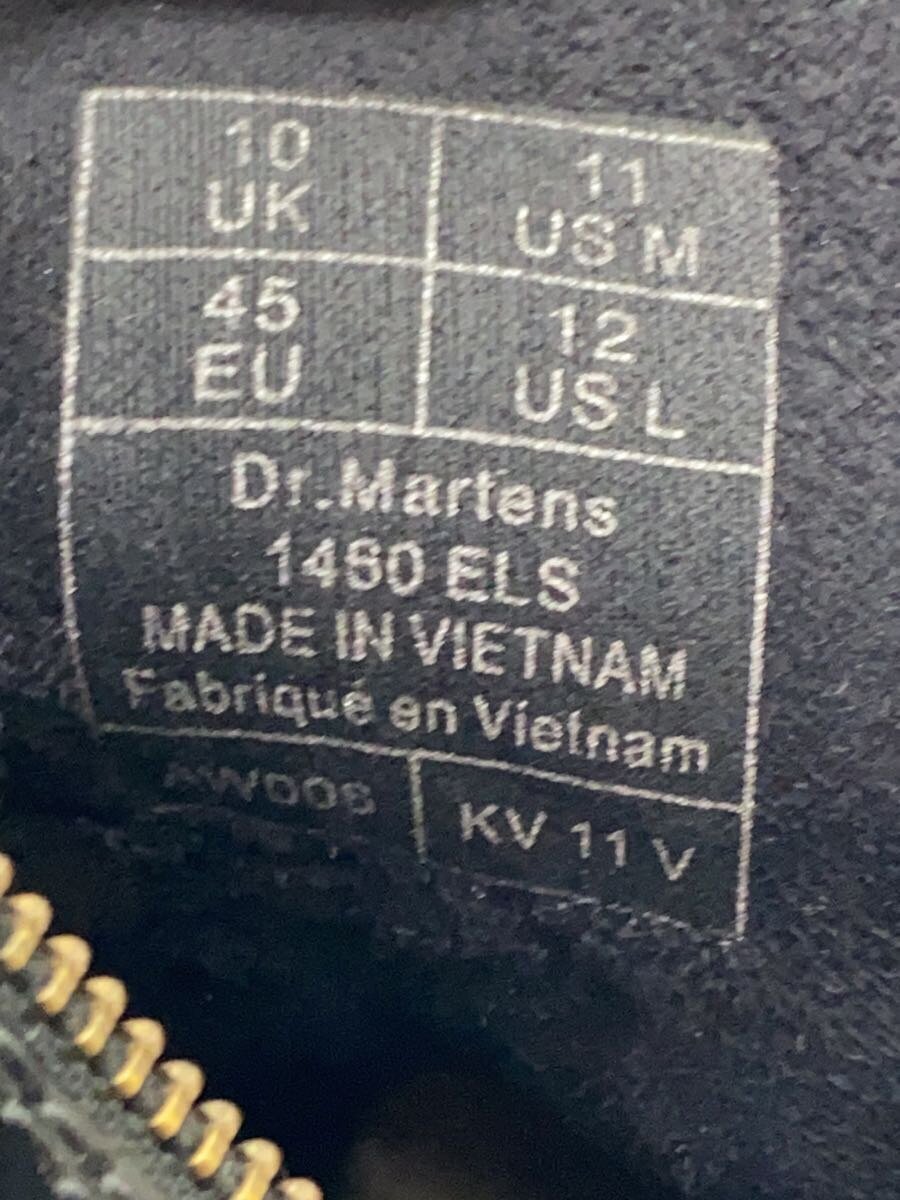 10
UK
11
US M
45
EU
12
US L
Dr.Martens
1460 ELS
MADE IN VIETNAM
Fabriqué en Vietnam
AW006
KV 11 V